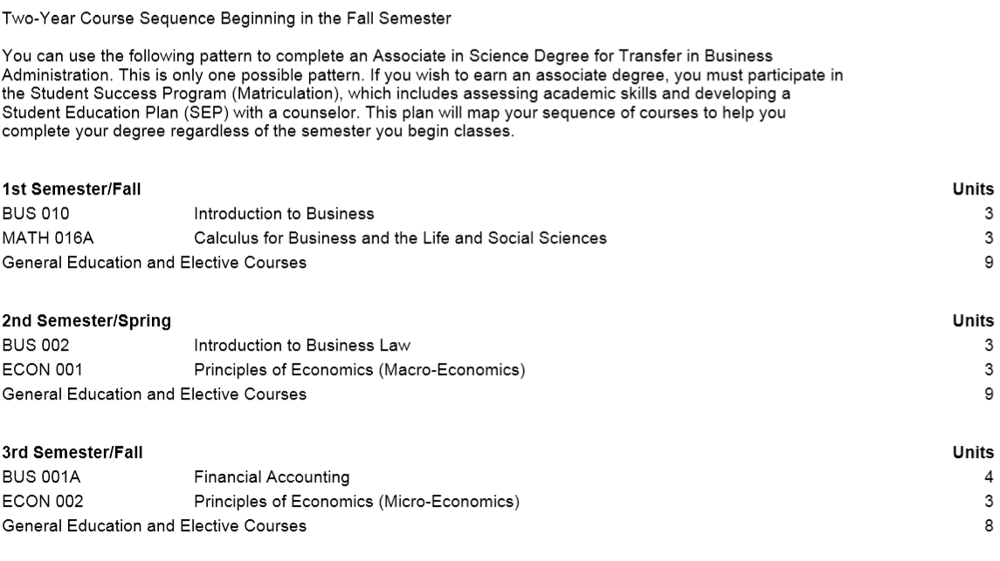 Two-Year Course Sequence Beginning in the Fall Semester
You can use the following pattern to complete an Associate in Science Degree for Transfer in Business
Administration. This is only one possible pattern. If you wish to earn an associate degree, you must participate in
the Student Success Program (Matriculation), which includes assessing academic skills and developing a
Student Education Plan (SEP) with a counselor. This plan will map your sequence of courses to help you
complete your degree regardless of the semester you begin classes.
1st Semester/Fall Units
BUS 010 Introduction to Business 3
MATH 016A Calculus for Business and the Life and Social Sciences 3
General Education and Elective Courses 9
2nd Semester/Spring Units
BUS 002 Introduction to Business Law 3
ECON 001 Principles of Economics (Macro-Economics) 3
General Education and Elective Courses 9
3rd Semester/Fall Units
BUS 001A Financial Accounting 4
ECON 002 Principles of Economics (Micro-Economics) 3
General Education and Elective Courses 8